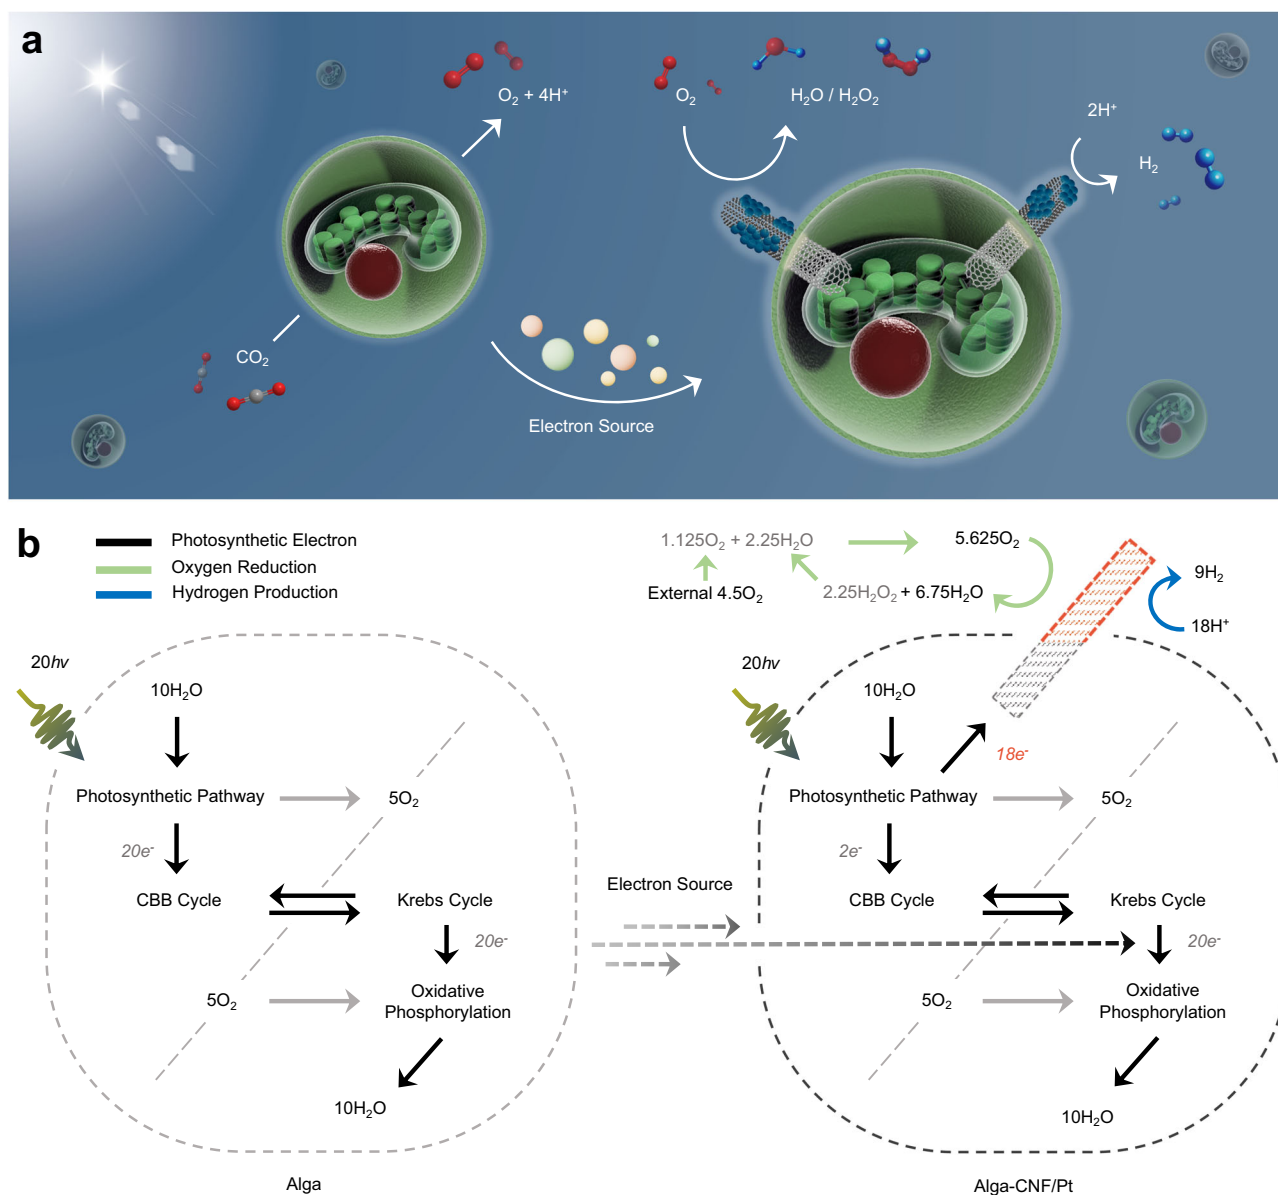 a
O₂ + 4H⁺
O₂
H₂O / H₂O₂
2H⁺
H₂
CO₂
Electron Source
b
Photosynthetic Electron
Oxygen Reduction
Hydrogen Production
1.125O₂ + 2.25H₂O
5.625O₂
External 4.5O₂
2.25H₂O₂ + 6.75H₂O
9H₂
18H⁺
20hv
10H₂O
Photosynthetic Pathway
5O₂
20e⁻
CBB Cycle
Krebs Cycle
20e⁻
5O₂
Oxidative
Phosphorylation
10H₂O
Alga
Electron Source
20hv
10H₂O
18e⁻
Photosynthetic Pathway
5O₂
2e⁻
CBB Cycle
Krebs Cycle
20e⁻
5O₂
Oxidative
Phosphorylation
10H₂O
Alga-CNF/Pt